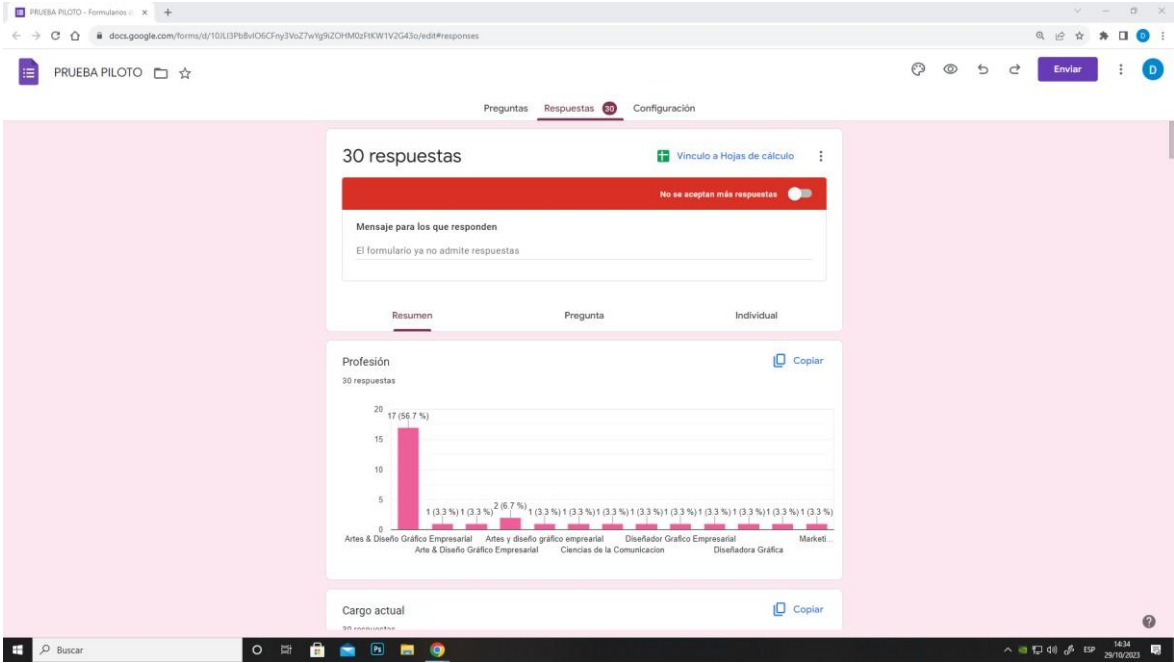 PRUEBA PILOTO - Formularios d
docs.google.com/forms/d/10JLI3PbBvIO6CFny3VoZ7wYg9iZOHM0zFtKW1V2G43o/edit#responses
D
PRUEBA PILOTO
Enviar
D
Preguntas Respuestas 30 Configuración
30 respuestas
Vínculo a Hojas de cálculo
No se aceptan más respuestas
Mensaje para los que responden
El formulario ya no admite respuestas
Resumen Pregunta Individual
Profesión
Copiar
30 respuestas
20
17 (56.7 %)
15
10
5
1 (3.3 %) 1 (3.3 %) 2 (6.7 %) 1 (3.3 %) 1 (3.3 %) 1 (3.3 %) 1 (3.3 %) 1 (3.3 %) 1 (3.3 %) 1 (3.3 %) 1 (3.3 %) 1 (3.3 %)
0
Artes & Diseño Gráfico Empresarial Artes y diseño gráfico emprearial Diseñador Grafico Empresarial Marketi...
Arte & Diseño Gráfico Empresarial Ciencias de la Comunicacion Diseñadora Gráfica
Cargo actual
Copiar
30 respuestas
Buscar
Ps
ESP
14:34
29/10/2023